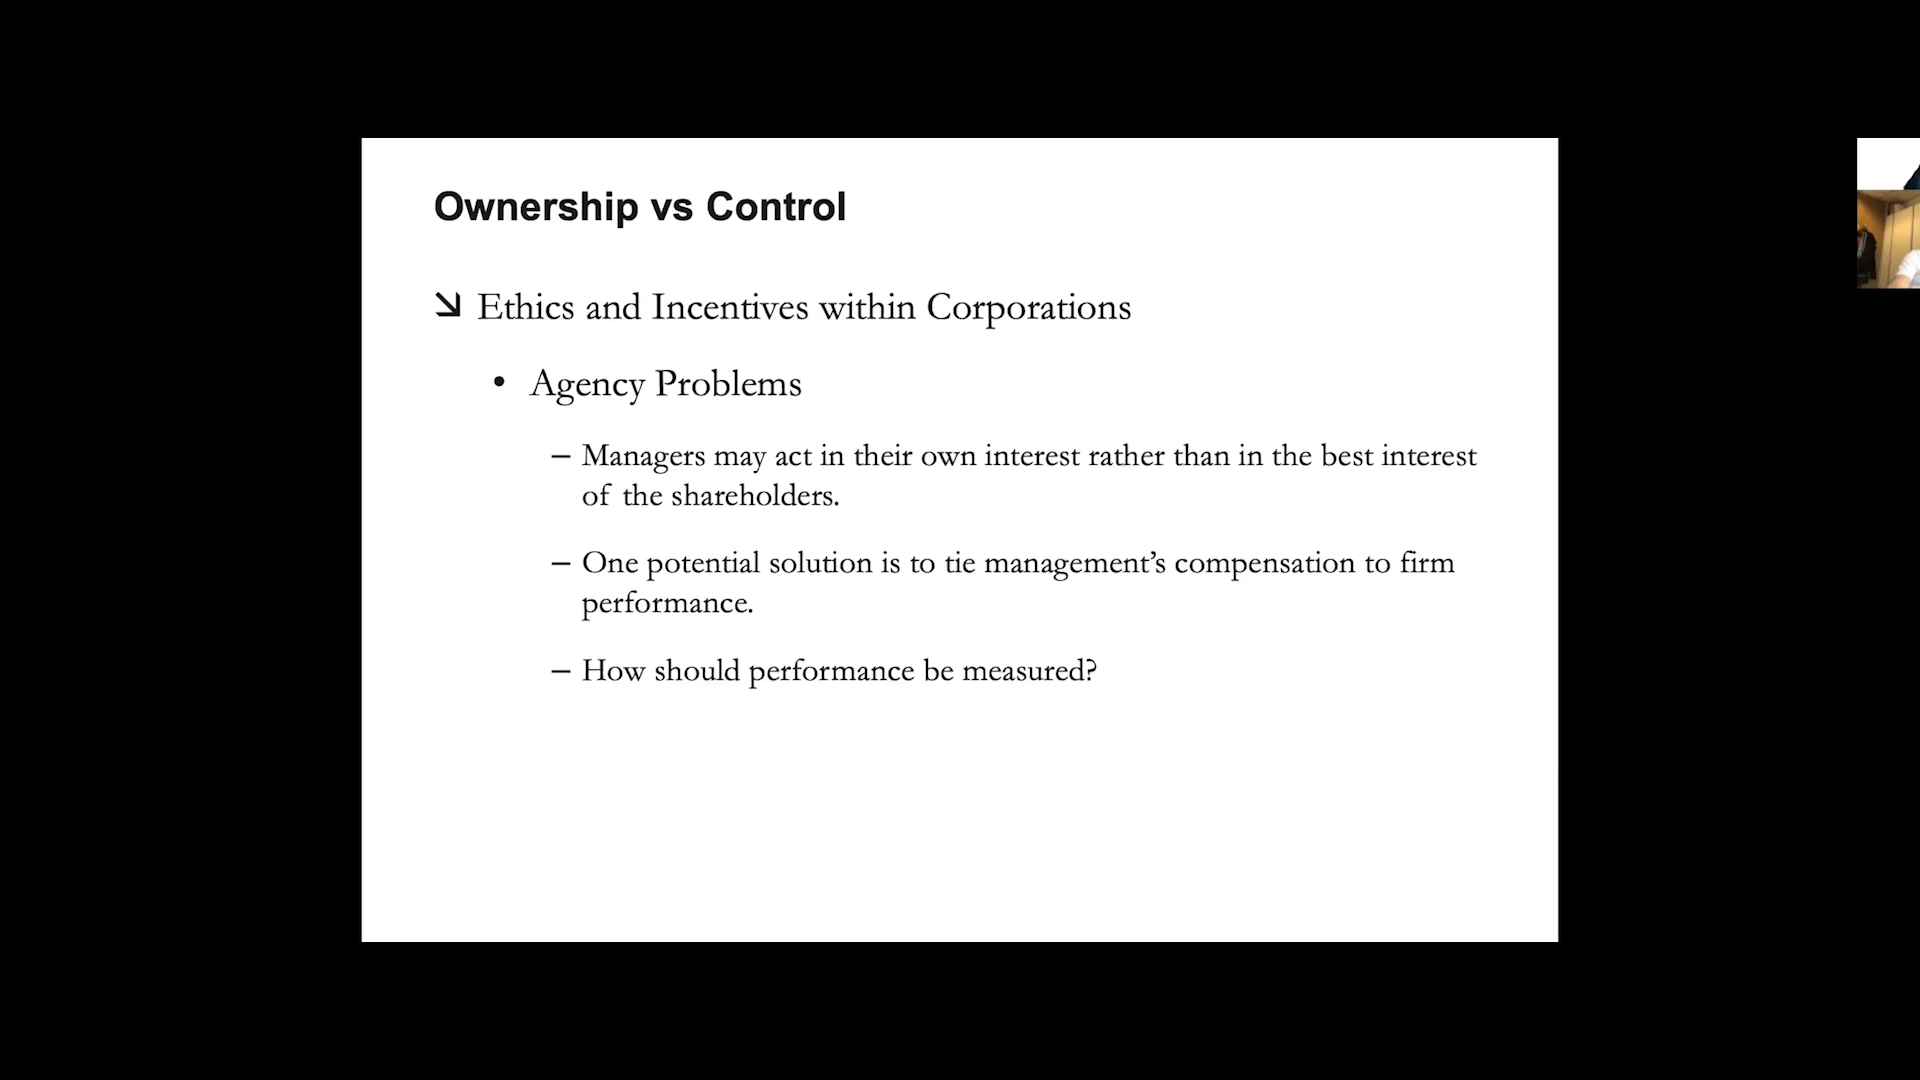 Ownership vs Control
Ethics and Incentives within Corporations
• Agency Problems
– Managers may act in their own interest rather than in the best interest
of the shareholders.
– One potential solution is to tie management’s compensation to firm
performance.
– How should performance be measured?